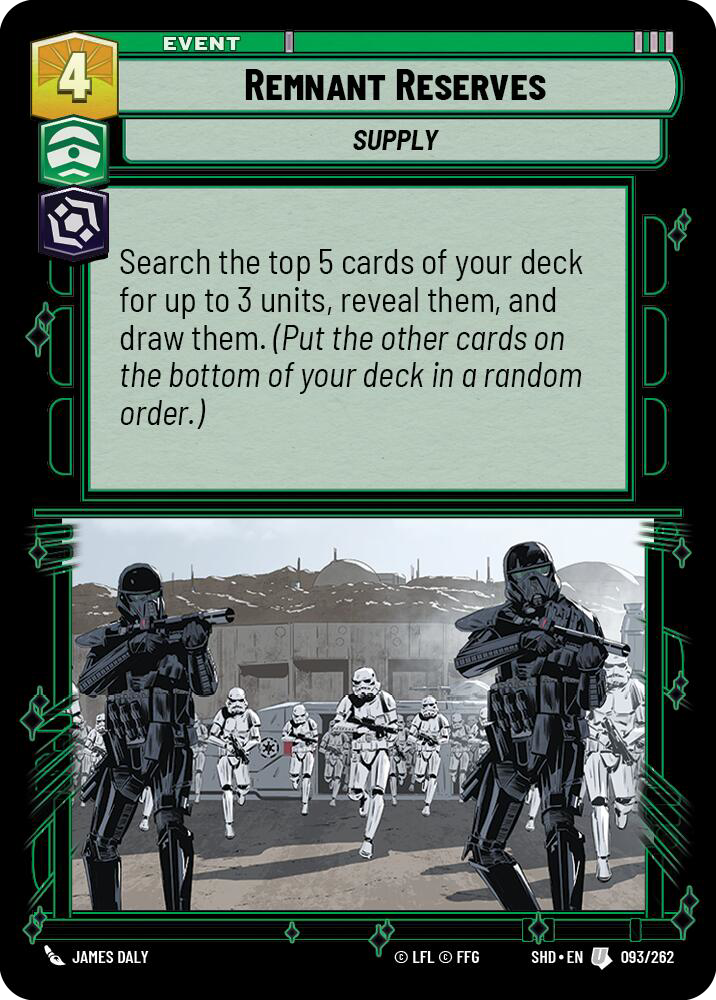 EVENT
4
REMNANT RESERVES
SUPPLY
Search the top 5 cards of your deck
for up to 3 units, reveal them, and
draw them. (Put the other cards on
the bottom of your deck in a random
order.)
JAMES DALY
© LFL © FFG
SHD • EN
U
093/262